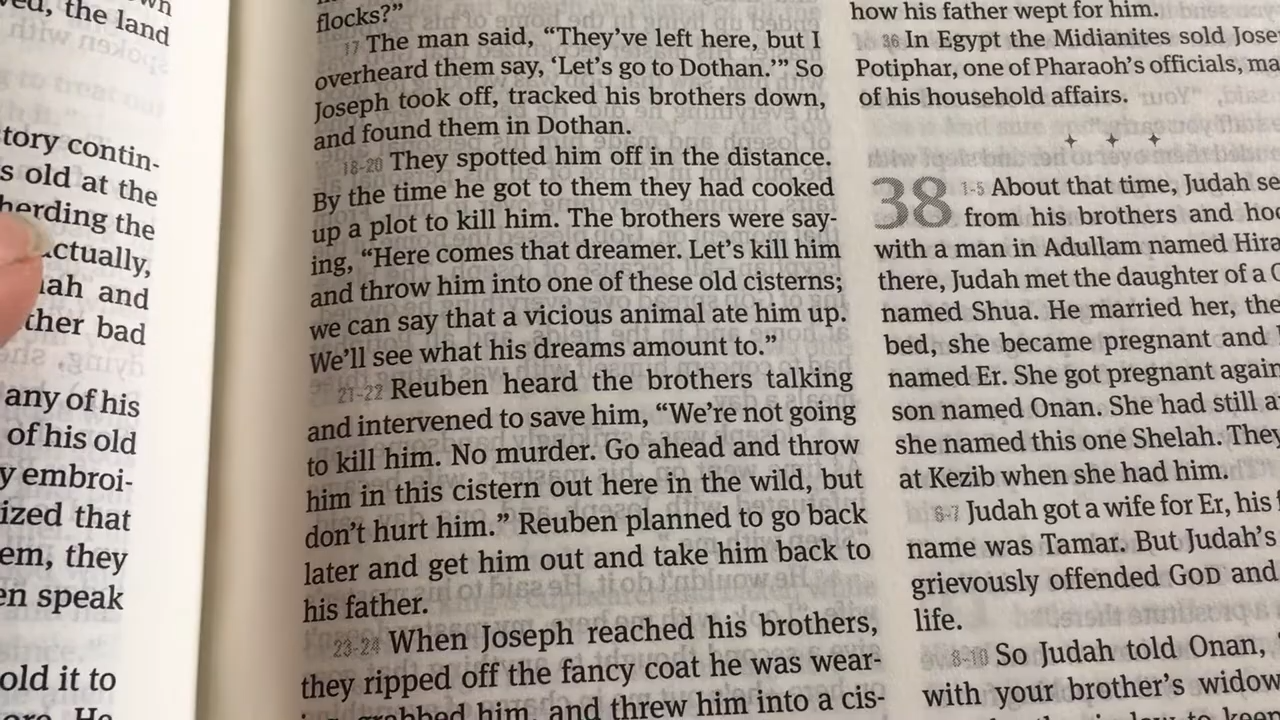 the land
tory contin-
s old at the
herding the
ctually,
ah and
ther bad
any of his
of his old
y embroi-
ized that
em, they
en speak
old it to
He
flocks?”
17 The man said, “They’ve left here, but I
overheard them say, ‘Let’s go to Dothan.’” So
Joseph took off, tracked his brothers down,
and found them in Dothan.
18-20 They spotted him off in the distance.
By the time he got to them they had cooked
up a plot to kill him. The brothers were say-
ing, “Here comes that dreamer. Let’s kill him
and throw him into one of these old cisterns;
we can say that a vicious animal ate him up.
We’ll see what his dreams amount to.”
21-22 Reuben heard the brothers talking
and intervened to save him, “We’re not going
to kill him. No murder. Go ahead and throw
him in this cistern out here in the wild, but
don’t hurt him.” Reuben planned to go back
later and get him out and take him back to
his father.
23-24 When Joseph reached his brothers,
they ripped off the fancy coat he was wear-
grabbed him, and threw him into a cis-
how his father wept for him.
36 In Egypt the Midianites sold Jose
Potiphar, one of Pharaoh’s officials, ma
of his household affairs.
38 1-5 About that time, Judah se
from his brothers and hoo
with a man in Adullam named Hira
there, Judah met the daughter of a C
named Shua. He married her, the
bed, she became pregnant and
named Er. She got pregnant again
son named Onan. She had still a
she named this one Shelah. They
at Kezib when she had him.
6-7 Judah got a wife for Er, his
name was Tamar. But Judah’s
grievously offended GOD and
life.
8-10 So Judah told Onan,
with your brother’s widow
to keep